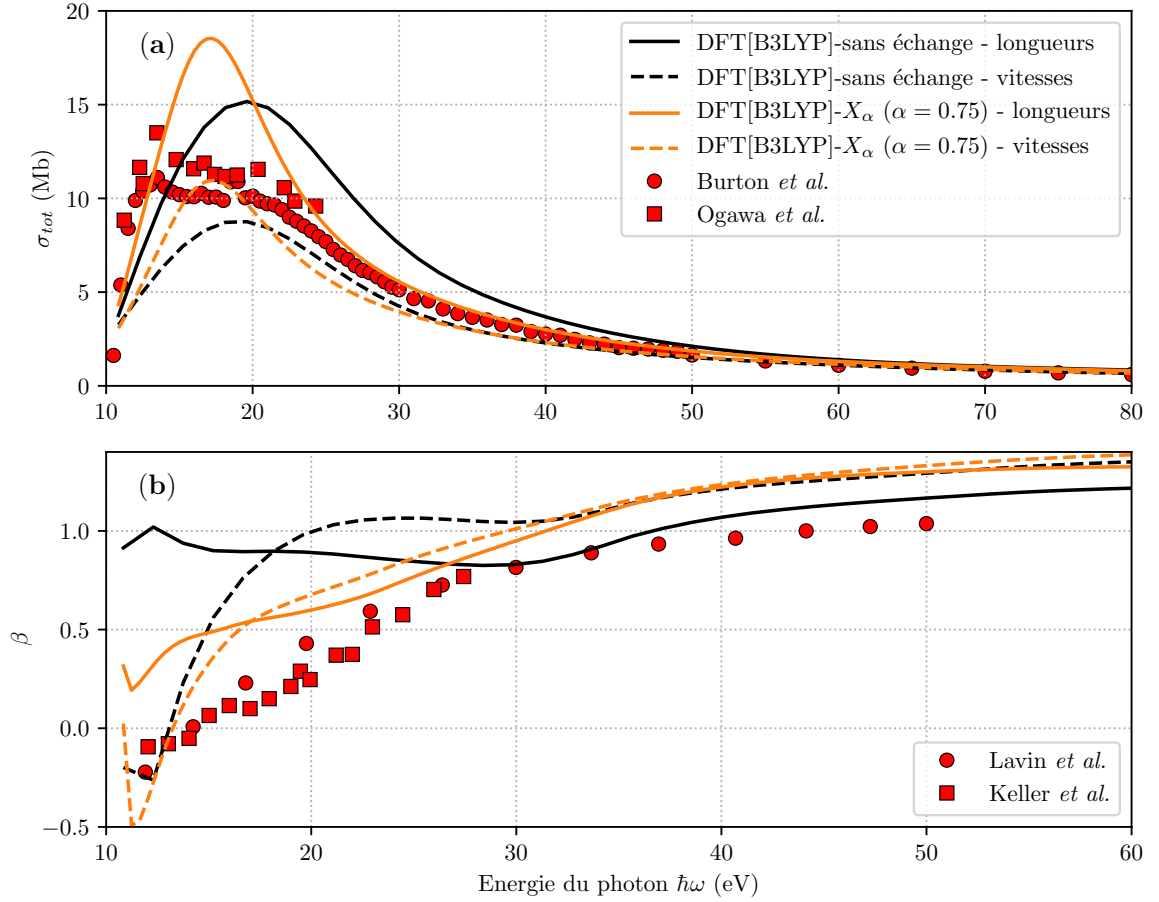 (a)
20
15
10
5
0
σtot (Mb)
DFT[B3LYP]-sans échange - longueurs
DFT[B3LYP]-sans échange - vitesses
DFT[B3LYP]-Xα (α = 0.75) - longueurs
DFT[B3LYP]-Xα (α = 0.75) - vitesses
Burton et al.
Ogawa et al.
10 20 30 40 50 60 70 80
(b)
1.0
0.5
0.0
−0.5
β
Lavin et al.
Keller et al.
10 20 30 40 50 60
Energie du photon ℏω (eV)